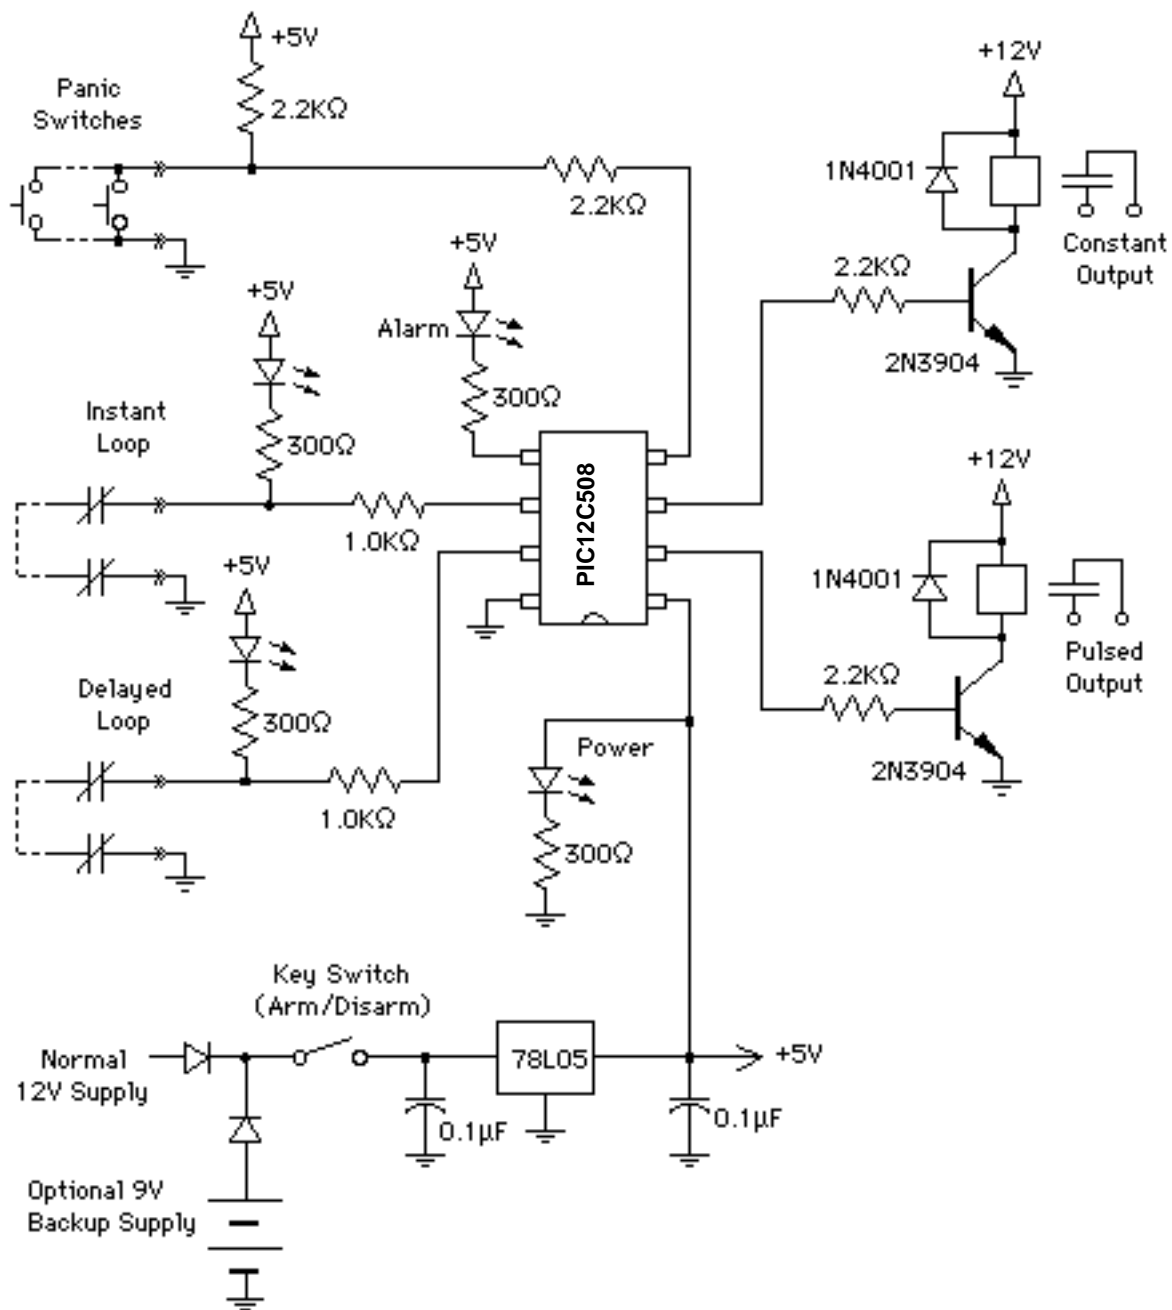 +5V
Panic
Switches
2.2KΩ
2.2KΩ
+12V
1N4001
Constant
Output
2.2KΩ
2N3904
+5V
Alarm
300Ω
+5V
Instant
Loop
300Ω
1.0KΩ
PIC12C508
+12V
1N4001
Pulsed
Output
2.2KΩ
2N3904
+5V
Delayed
Loop
300Ω
1.0KΩ
Power
300Ω
Key Switch
(Arm/Disarm)
Normal
12V Supply
78L05
+5V
0.1µF
0.1µF
Optional 9V
Backup Supply